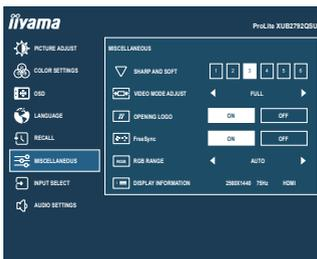 iiyama
ProLite XUB2792QSU
PICTURE ADJUST
COLOR SETTINGS
OSD
LANGUAGE
RECALL
MISCELLANEOUS
INPUT SELECT
AUDIO SETTINGS
MISCELLANEOUS
SHARP AND SOFT 1 2 3 4 5 6
VIDEO MODE ADJUST FULL
OPENING LOGO ON OFF
FreeSync ON OFF
RGB RGB RANGE AUTO
DISPLAY INFORMATION 2560X1440 75Hz HDMI